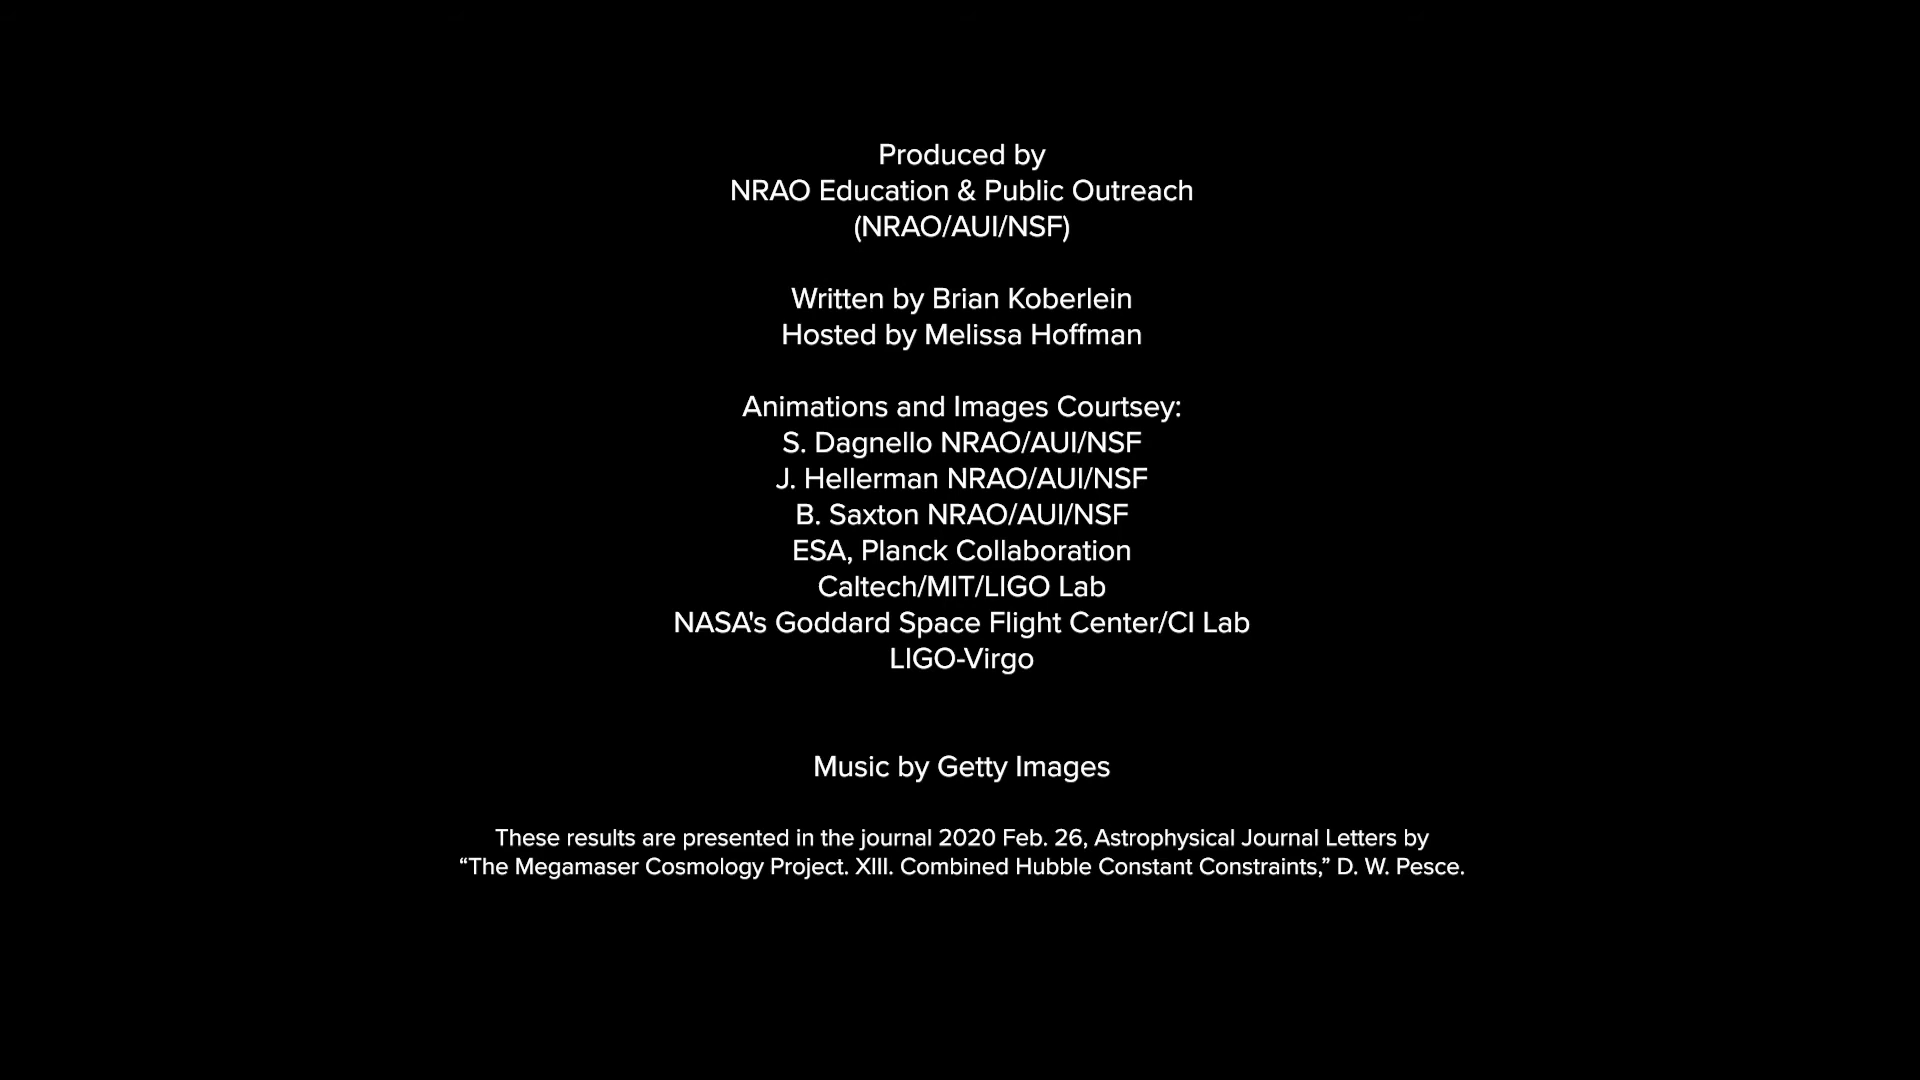 Produced by
NRAO Education & Public Outreach
(NRAO/AUI/NSF)
Written by Brian Koberlein
Hosted by Melissa Hoffman
Animations and Images Courtsey:
S. Dagnello NRAO/AUI/NSF
J. Hellerman NRAO/AUI/NSF
B. Saxton NRAO/AUI/NSF
ESA, Planck Collaboration
Caltech/MIT/LIGO Lab
NASA's Goddard Space Flight Center/CI Lab
LIGO-Virgo
Music by Getty Images
These results are presented in the journal 2020 Feb. 26, Astrophysical Journal Letters by
“The Megamaser Cosmology Project. XIII. Combined Hubble Constant Constraints,” D. W. Pesce.